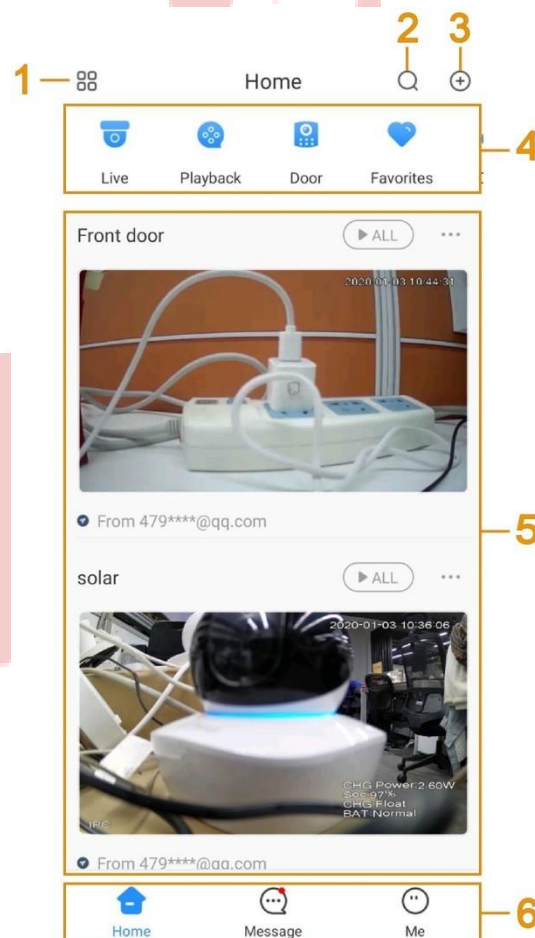 2 3
1 Home
4
Live Playback Door Favorites
Front door ALL
2020-01-03 10:44:31
From 479****@qq.com
5
solar ALL
2020-01-03 10:36:06
CHG Power:2.60W
Soc:97%
CHG Float
BAT Normal
IPC
From 479****@qq.com
6
Home Message Me